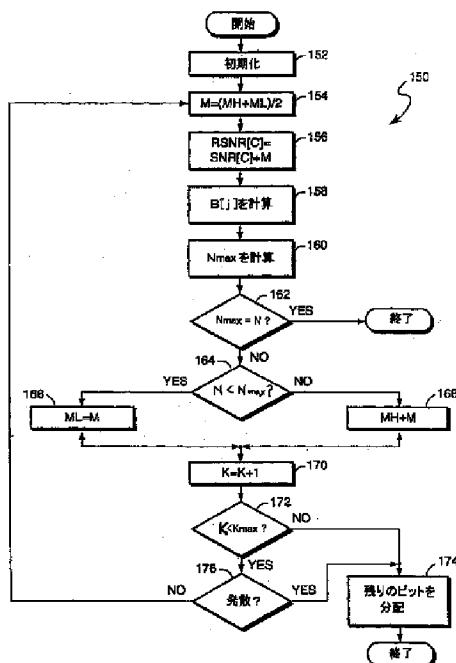 開始
初期化
152
150
M=(MH+ML)/2
154
RSNR[C]=
SNR[C]+M
156
B[j]を計算
158
Nmaxを計算
160
162
Nmax = N?
YES
終了
NO
164
YES
N < Nmax?
NO
166
ML=M
168
MH+M
K=K+1
170
172
K<Kmax?
NO
YES
176
NO
発散?
YES
174
残りのビットを
分配
終了